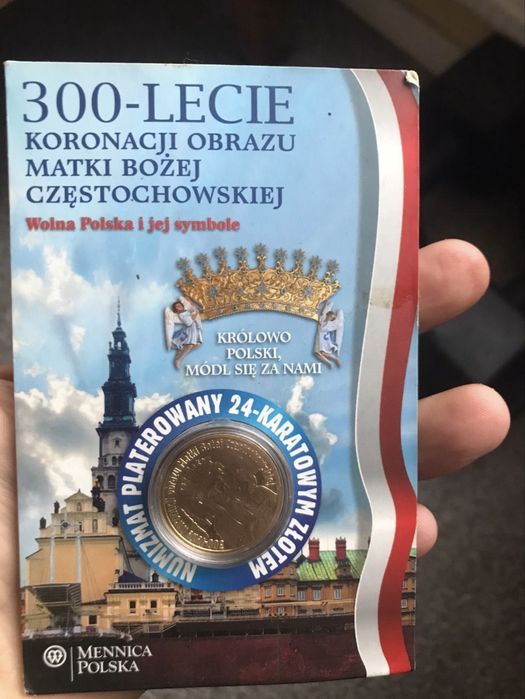 300-LECIE
KORONACJI OBRAZU
MATKI BOŻEJ
CZĘSTOCHOWSKIEJ
Wolna Polska i jej symbole
KRÓLOWO
POLSKI,
MÓDL SIĘ ZA NAMI
NUMIZMAT PLATEROWANY 24-KARATOWYM ZŁOTEM
MENNICA
POLSKA